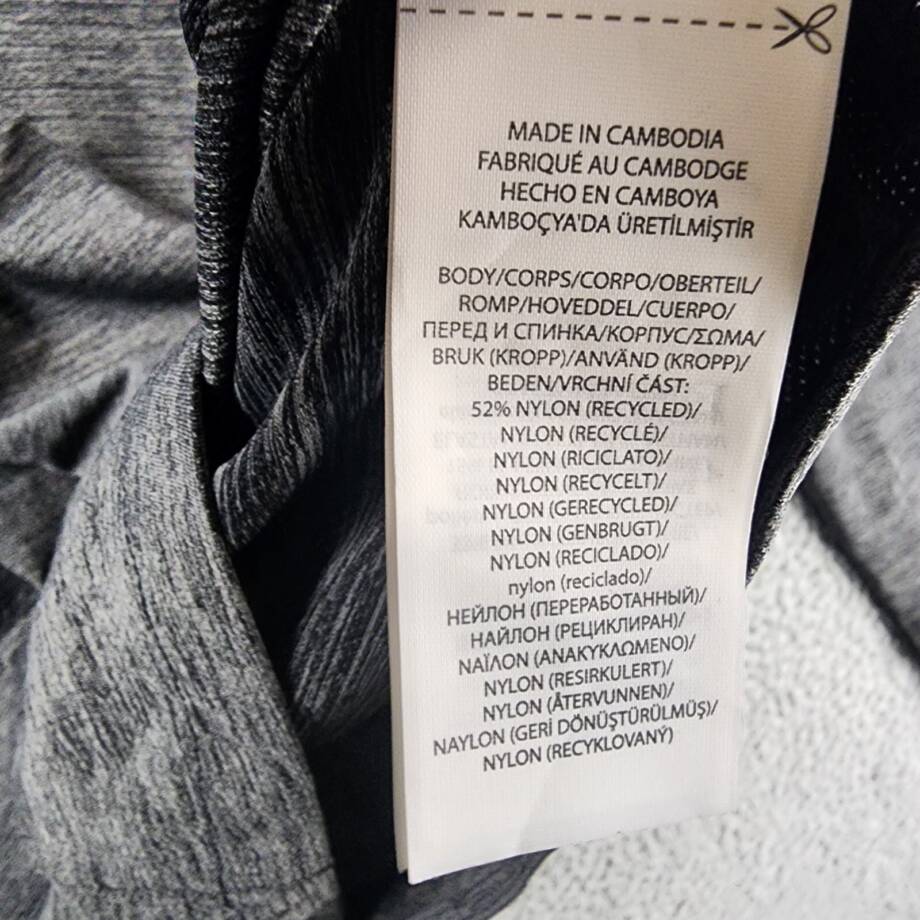 MADE IN CAMBODIA
FABRIQUÉ AU CAMBODGE
HECHO EN CAMBOYA
KAMBOÇYA'DA ÜRETİLMİŞTİR
BODY/CORPS/CORPO/OBERTEIL/
ROMP/HOVEDDEL/CUERPO/
ПЕРЕД И СПИНКА/КОРПУС/ΣΩΜΑ/
BRUK (KROPP)/ANVÄND (KROPP)/
BEDEN/VRCHNÍ ČÁST:
52% NYLON (RECYCLED)/
NYLON (RECYCLÉ)/
NYLON (RICICLATO)/
NYLON (RECYCELT)/
NYLON (GERECYCLED)/
NYLON (GENBRUGT)/
NYLON (RECICLADO)/
nylon (reciclado)/
НЕЙЛОН (ПЕРЕРАБОТАННЫЙ)/
НАЙЛОН (РЕЦИКЛИРАН)/
ΝΑΪΛΟΝ (ΑΝΑΚΥΚΛΩΜΕΝΟ)/
NYLON (RESIRKULERT)/
NYLON (ÅTERVUNNEN)/
NAYLON (GERİ DÖNÜŞTÜRÜLMÜŞ)/
NYLON (RECYKLOVANÝ)